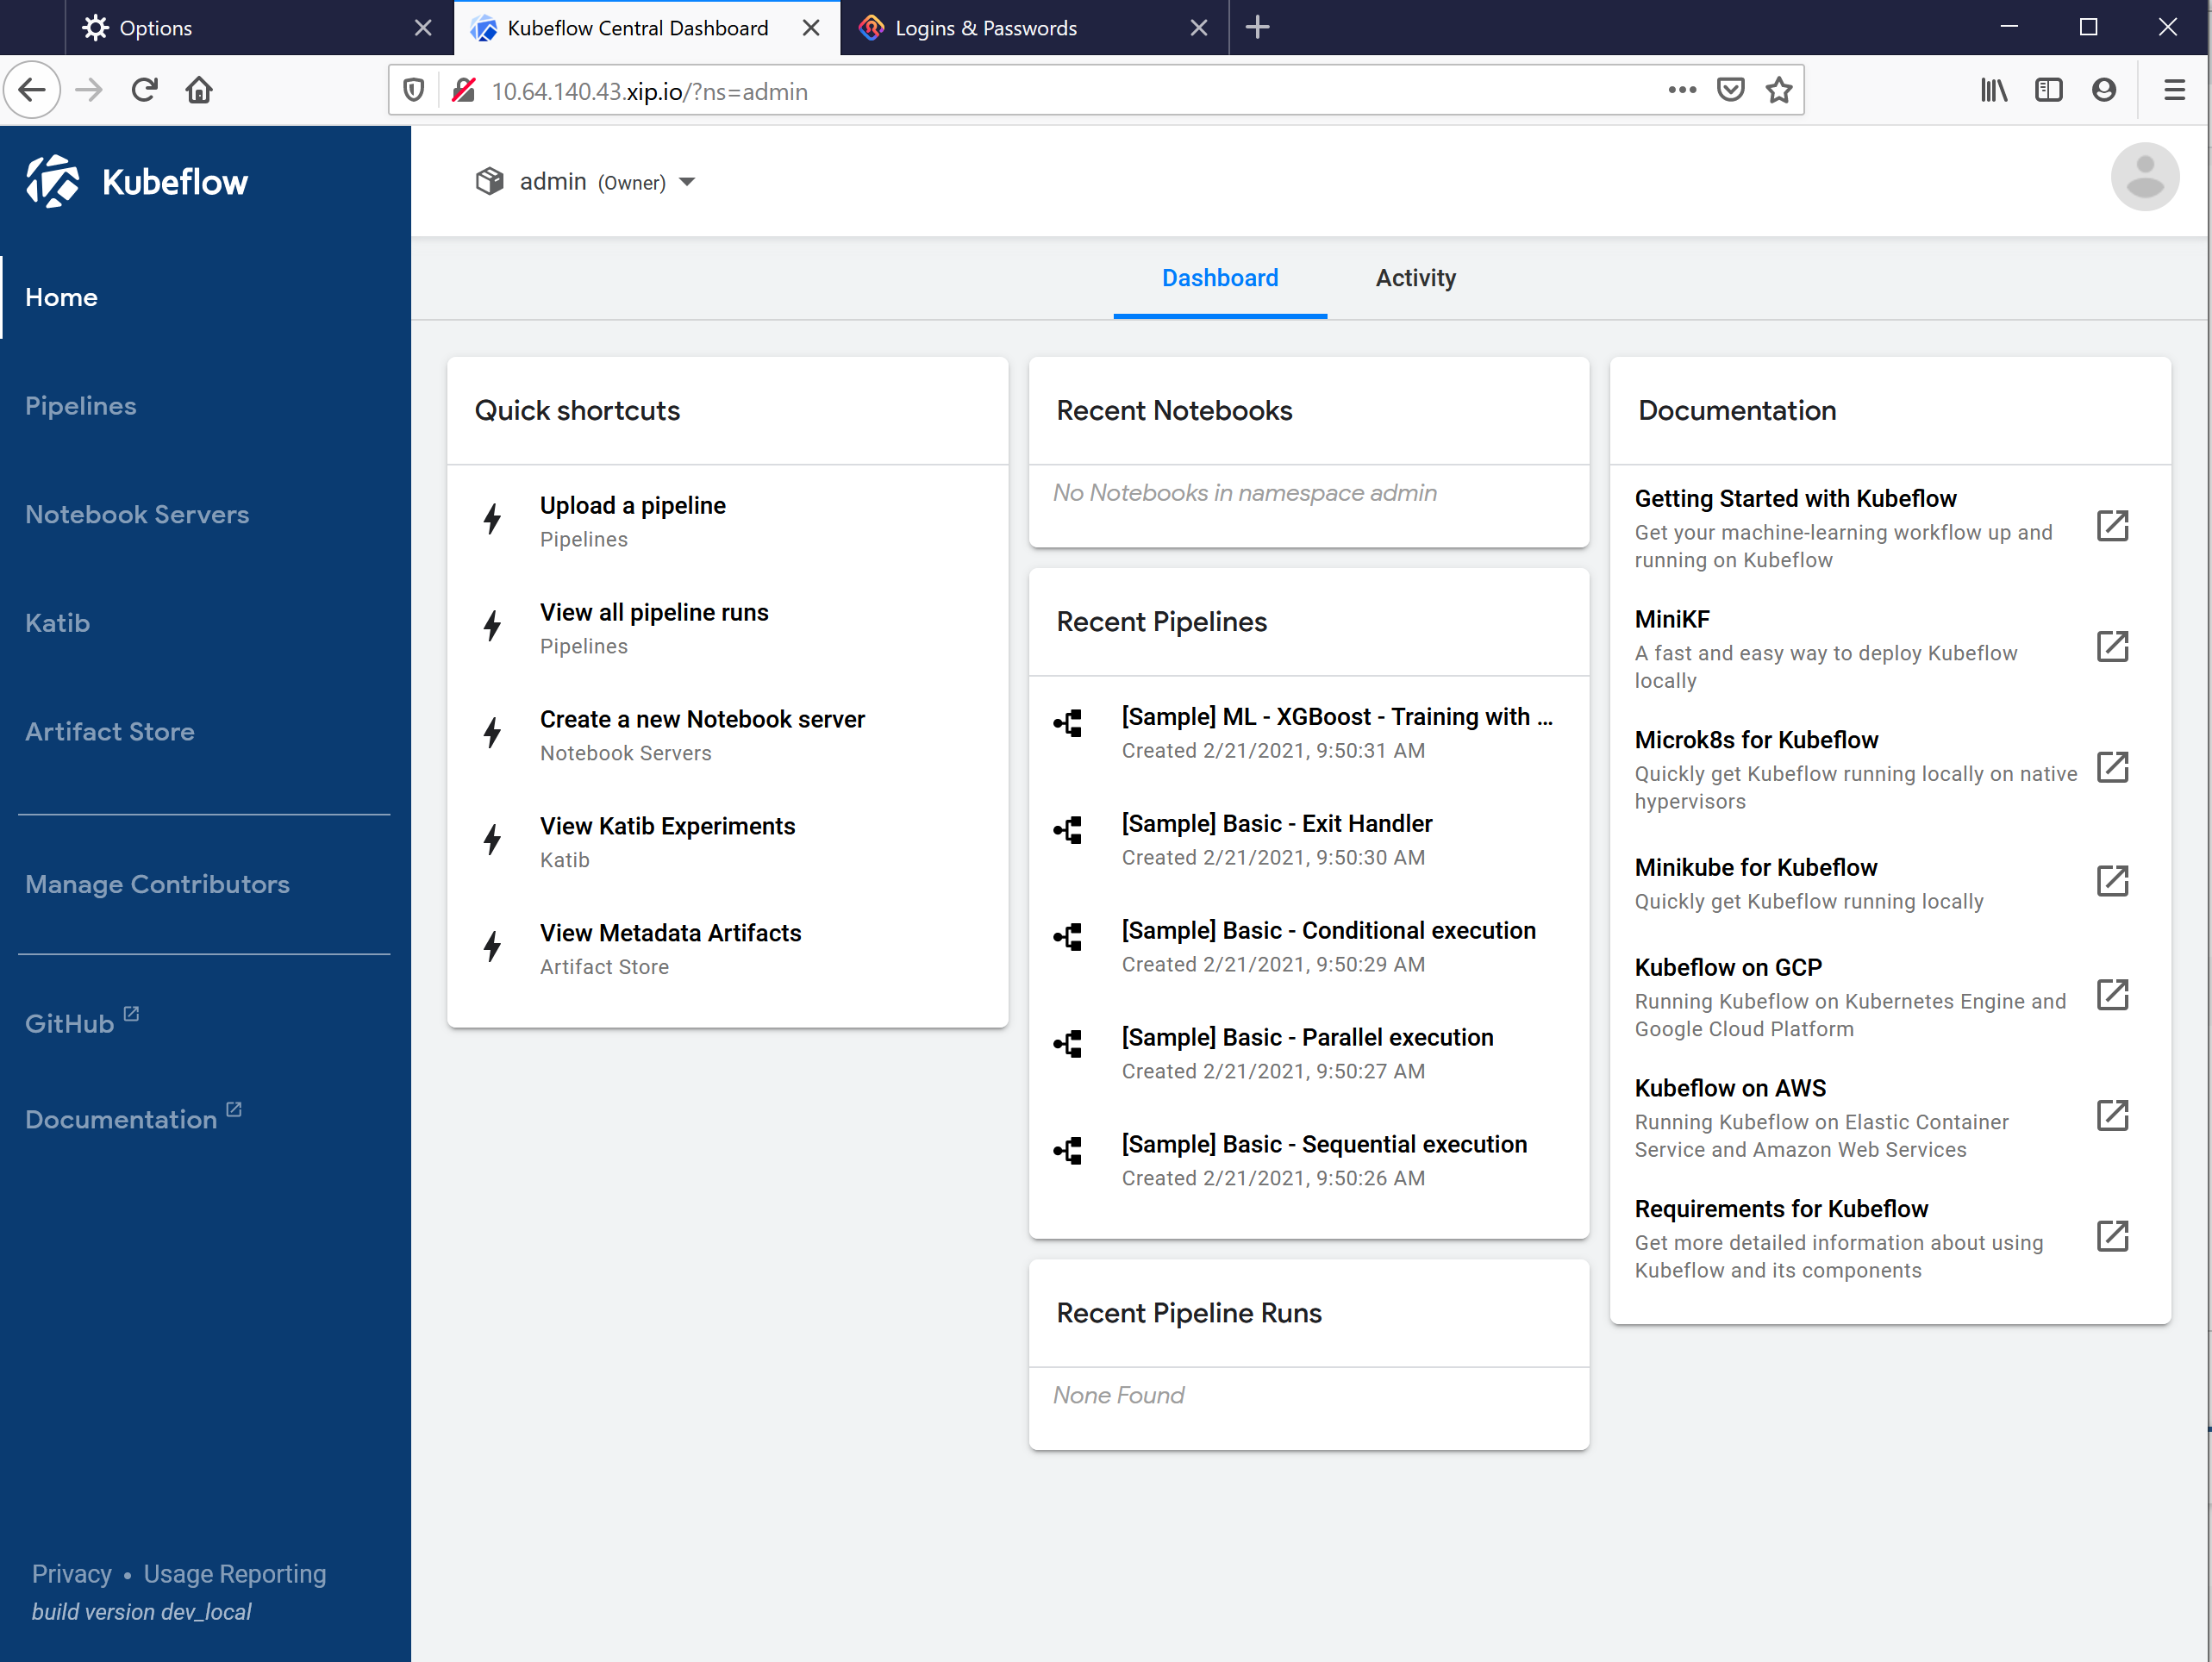 Options
Kubeflow Central Dashboard
Logins & Passwords
10.64.140.43.xip.io/?ns=admin
Kubeflow
admin (Owner)
Home
Pipelines
Notebook Servers
Katib
Artifact Store
Manage Contributors
GitHub
Documentation
Privacy • Usage Reporting
build version dev_local
Dashboard
Activity
Quick shortcuts
Upload a pipeline
Pipelines
View all pipeline runs
Pipelines
Create a new Notebook server
Notebook Servers
View Katib Experiments
Katib
View Metadata Artifacts
Artifact Store
Recent Notebooks
No Notebooks in namespace admin
Recent Pipelines
[Sample] ML - XGBoost - Training with ...
Created 2/21/2021, 9:50:31 AM
[Sample] Basic - Exit Handler
Created 2/21/2021, 9:50:30 AM
[Sample] Basic - Conditional execution
Created 2/21/2021, 9:50:29 AM
[Sample] Basic - Parallel execution
Created 2/21/2021, 9:50:27 AM
[Sample] Basic - Sequential execution
Created 2/21/2021, 9:50:26 AM
Recent Pipeline Runs
None Found
Documentation
Getting Started with Kubeflow
Get your machine-learning workflow up and
running on Kubeflow
MiniKF
A fast and easy way to deploy Kubeflow
locally
Microk8s for Kubeflow
Quickly get Kubeflow running locally on native
hypervisors
Minikube for Kubeflow
Quickly get Kubeflow running locally
Kubeflow on GCP
Running Kubeflow on Kubernetes Engine and
Google Cloud Platform
Kubeflow on AWS
Running Kubeflow on Elastic Container
Service and Amazon Web Services
Requirements for Kubeflow
Get more detailed information about using
Kubeflow and its components